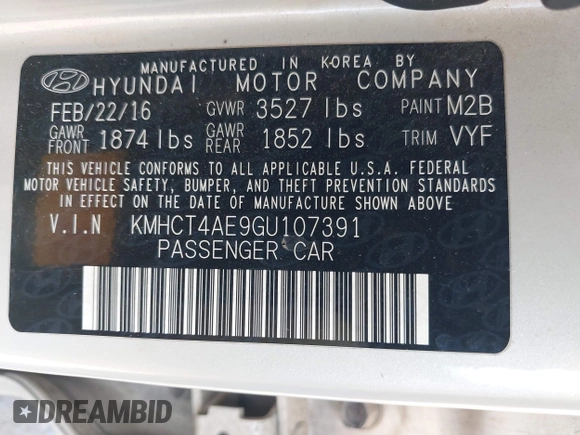 MANUFACTURED IN KOREA BY
HYUNDAI MOTOR COMPANY
FEB/22/16 GVWR 3527 lbs PAINT M2B
GAWR FRONT 1874 lbs GAWR REAR 1852 lbs TRIM VYF
THIS VEHICLE CONFORMS TO ALL APPLICABLE U.S.A. FEDERAL
MOTOR VEHICLE SAFETY, BUMPER, AND THEFT PREVENTION STANDARDS
IN EFFECT ON THE DATE OF MANUFACTURE SHOWN ABOVE.
V.I.N KMHCT4AE9GU107391
PASSENGER CAR
DREAMBID